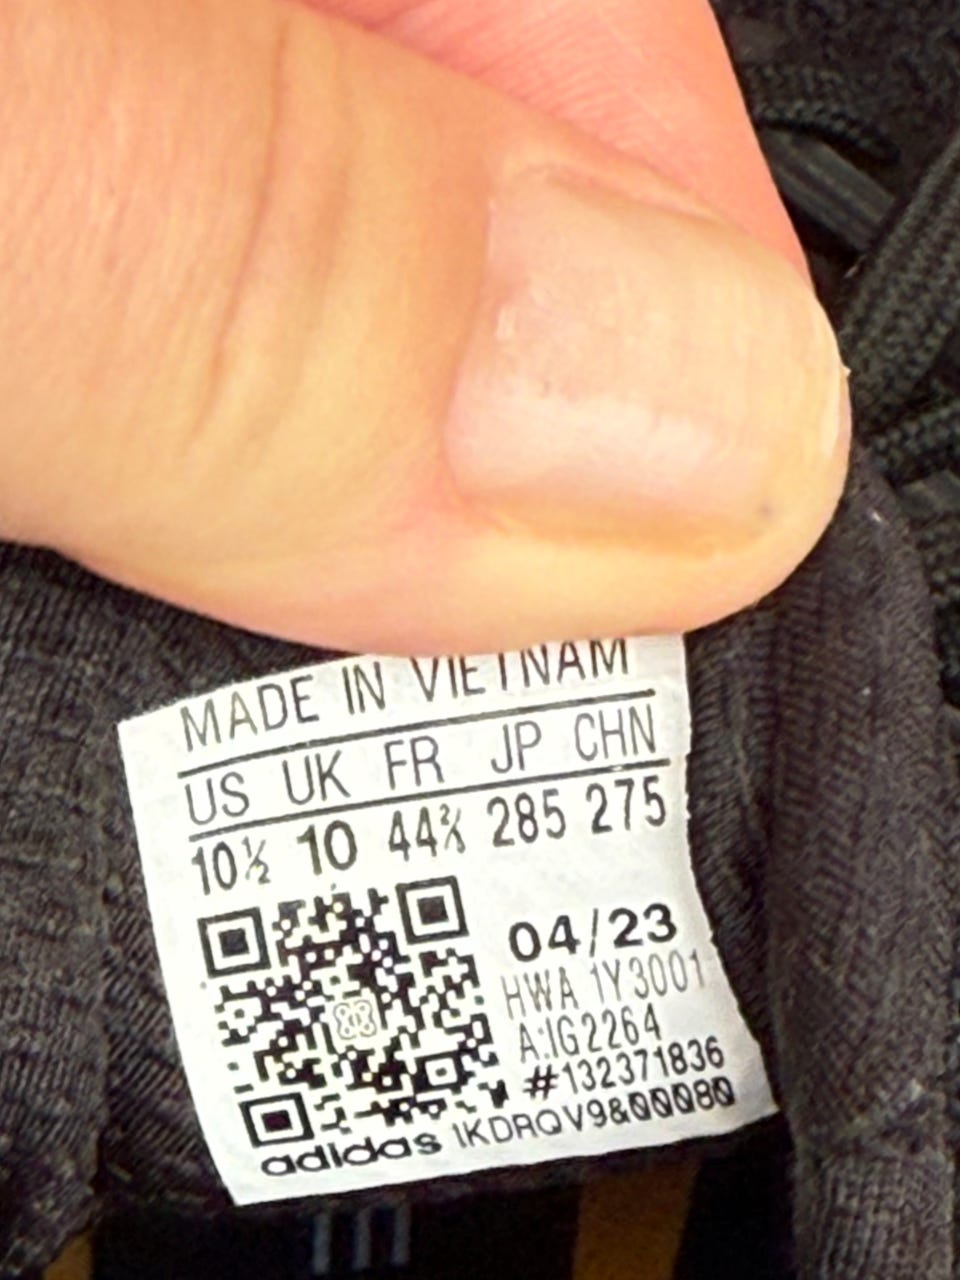 MADE IN VIETNAM
US UK FR JP CHN
10½ 10 44⅔ 285 275
04/23
HWA 1Y3001
A:IG2264
#132371836
adidas 1KDRQV9&00080